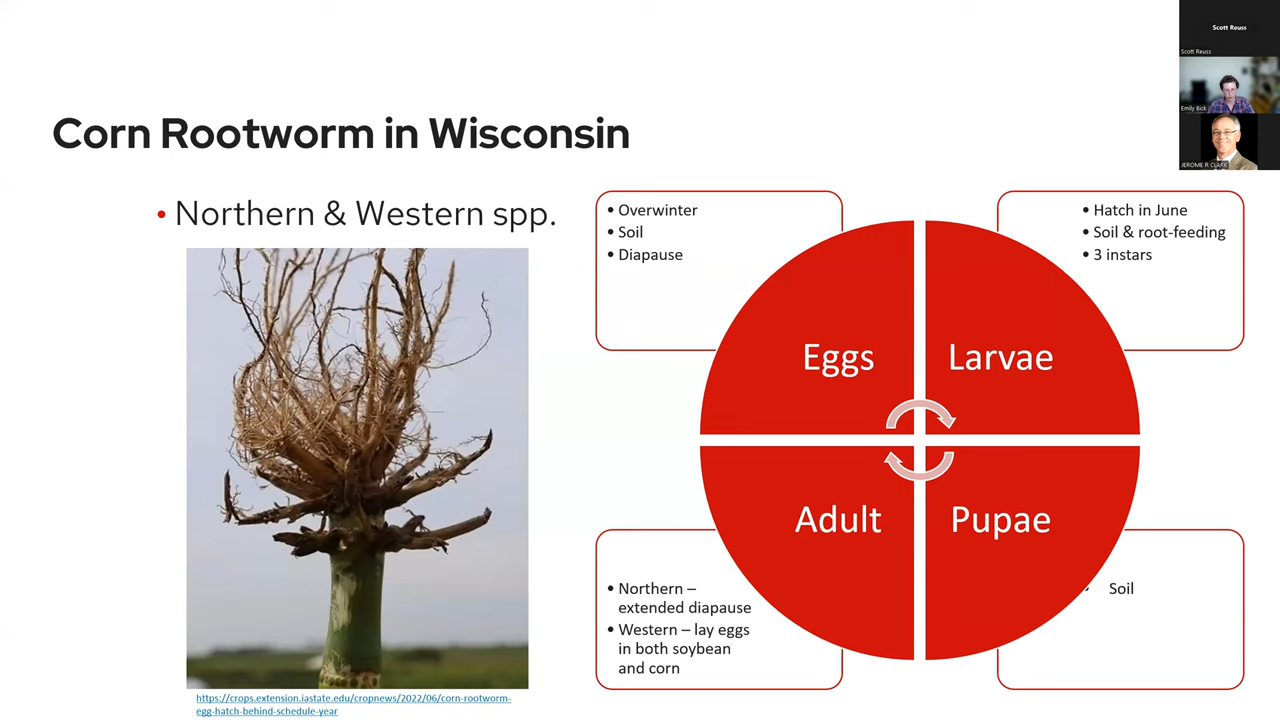 Scott Reuss
Scott Reuss
Emily Bick
JEROME R CLARK
Corn Rootworm in Wisconsin
• Northern & Western spp.
• Overwinter
• Soil
• Diapause
• Hatch in June
• Soil & root-feeding
• 3 instars
Eggs
Larvae
Adult
Pupae
• Northern –
extended diapause
• Western – lay eggs
in both soybean
and corn
• Soil
https://crops.extension.iastate.edu/cropnews/2022/06/corn-rootworm-
egg-hatch-behind-schedule-year